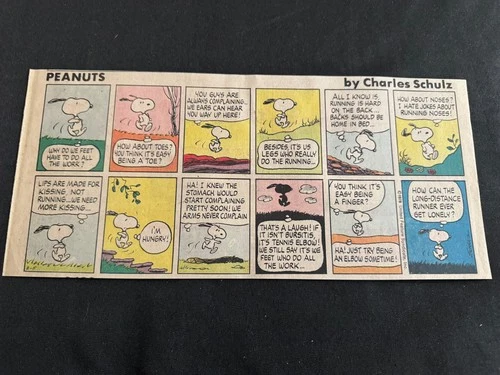 PEANUTS
by Charles Schulz
WHY DO WE FEET
HAVE TO DO ALL
THE WORK?
HOW ABOUT TOES?
YOU THINK IT'S EASY
BEING A TOE?
YOU GUYS ARE
ALWAYS COMPLAINING...
WE EARS CAN HEAR
YOU WAY UP HERE!
BESIDES, IT'S US
LEGS WHO REALLY
DO THE RUNNING...
ALL I KNOW IS,
RUNNING IS HARD
ON THE BACK...
BACKS SHOULD BE
HOME IN BED...
HOW ABOUT NOSES?
I HATE JOKES ABOUT
RUNNING NOSES!
LIPS ARE MADE FOR
KISSING, NOT
RUNNING...WE NEED
MORE KISSING...
I'M
HUNGRY!
HA! I KNEW THE
STOMACH WOULD
START COMPLAINING
PRETTY SOON! WE
ARMS NEVER COMPLAIN
THAT'S A LAUGH! IF
IT ISN'T BURSITIS,
IT'S TENNIS ELBOW!
WE STILL SAY IT'S WE
FEET WHO DO ALL
THE WORK...
YOU THINK IT'S
EASY BEING
A FINGER?
HA! JUST TRY BEING
AN ELBOW SOMETIME!
HOW CAN THE
LONG-DISTANCE
RUNNER EVER
GET LONELY?